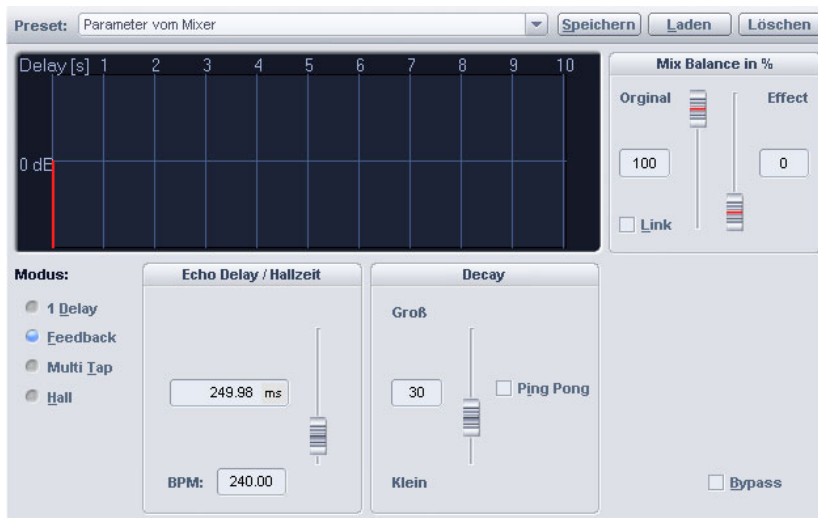 Preset: Parameter vom Mixer Speichern Laden Löschen
Delay [s] 1 2 3 4 5 6 7 8 9 10
0 dB
Mix Balance in %
Orginal Effect
100 0
Link
Modus:
1 Delay
Feedback
Multi Tap
Hall
Echo Delay / Hallzeit
249.98 ms
BPM: 240.00
Decay
Groß
30 Ping Pong
Klein
Bypass